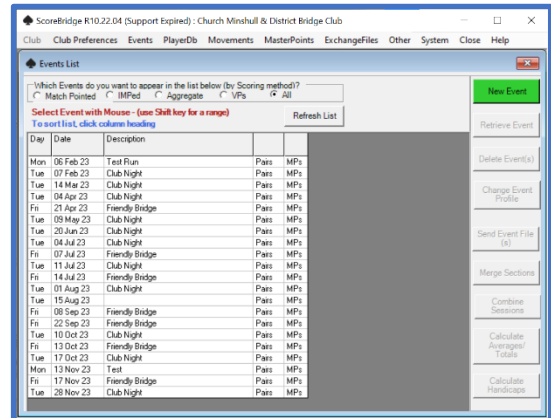 ScoreBridge R10.22.04 (Support Expired) : Church Minshull & District Bridge Club
Club Club Preferences Events PlayerDb Movements MasterPoints ExchangeFiles Other System Close Help
Events List
Which Events do you want to appear in the list below (by Scoring method)?
Match Pointed IMPed Aggregate VPs All
Select Event with Mouse - (use Shift key for a range)
To sort list, click column heading
Refresh List
Day Date Description
Mon 06 Feb 23 Test Run Pairs MPs
Tue 07 Feb 23 Club Night Pairs MPs
Tue 14 Mar 23 Club Night Pairs MPs
Tue 04 Apr 23 Club Night Pairs MPs
Fri 21 Apr 23 Friendly Bridge Pairs MPs
Tue 09 May 23 Club Night Pairs MPs
Tue 20 Jun 23 Club Night Pairs MPs
Tue 04 Jul 23 Club Night Pairs MPs
Fri 07 Jul 23 Friendly Bridge Pairs MPs
Tue 11 Jul 23 Club Night Pairs MPs
Fri 14 Jul 23 Friendly Bridge Pairs MPs
Tue 01 Aug 23 Club Night Pairs MPs
Tue 15 Aug 23 Pairs MPs
Fri 08 Sep 23 Friendly Bridge Pairs MPs
Fri 22 Sep 23 Friendly Bridge Pairs MPs
Tue 10 Oct 23 Club Night Pairs MPs
Fri 13 Oct 23 Friendly Bridge Pairs MPs
Tue 17 Oct 23 Club Night Pairs MPs
Mon 13 Nov 23 Test Pairs MPs
Fri 17 Nov 23 Friendly Bridge Pairs MPs
Tue 28 Nov 23 Club Night Pairs MPs
New Event
Retrieve Event
Delete Event(s)
Change Event
Profile
Send Event File
(s)
Merge Sections
Combine
Sessions
Calculate
Averages/
Totals
Calculate
Handicaps